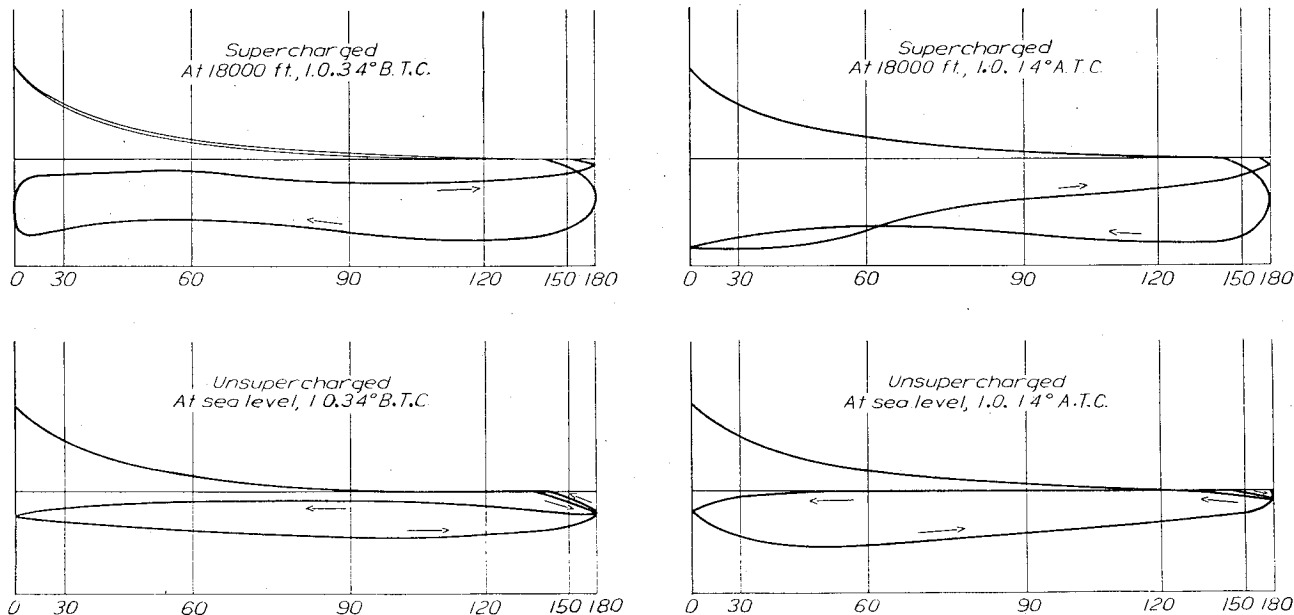 Supercharged
At 18000 ft., I.O. 34° B.T.C.
0 30 60 90 120 150 180
Supercharged
At 18000 ft., I.O. 14° A.T.C.
0 30 60 90 120 150 180
Unsupercharged
At sea level, I O.34° B.T.C.
0 30 60 90 120 150 180
Unsupercharged
At sea level, I.O. 14° A.T.C.
0 30 60 90 120 150 180